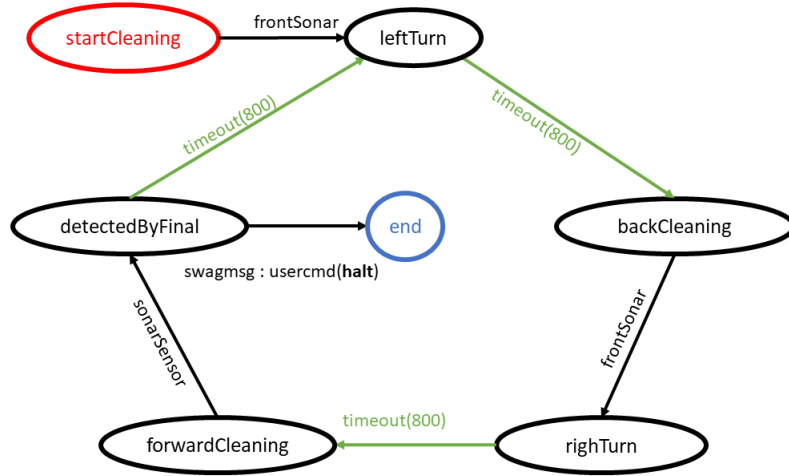 frontSonar
startCleaning
leftTurn
timeout(800)
timeout(800)
detectedByFinal
end
backCleaning
swagmsg : usercmd(halt)
sonarSensor
frontSonar
timeout(800)
forwardCleaning
righTurn